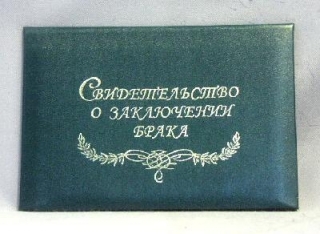 Свидетельство
о заключении
брака